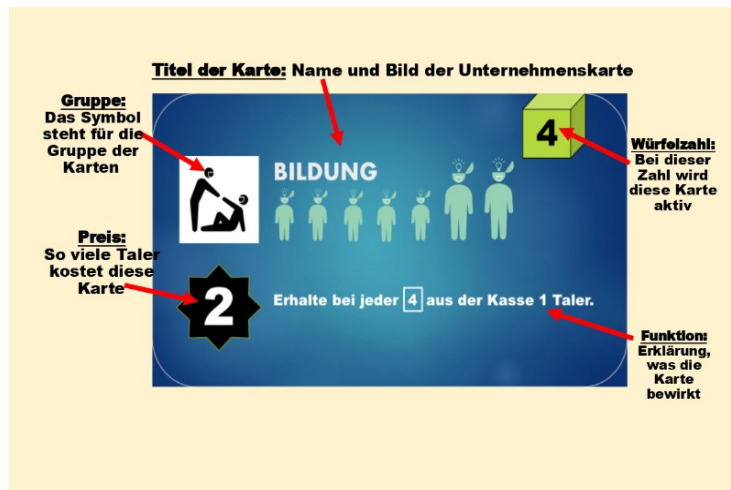 Titel der Karte: Name und Bild der Unternehmenskarte
Gruppe:
Das Symbol
steht für die
Gruppe der
Karten
4
Würfelzahl:
Bei dieser
Zahl wird
diese Karte
aktiv
BILDUNG
Preis:
So viele Taler
kostet diese
Karte
2
Erhalte bei jeder 4 aus der Kasse 1 Taler.
Funktion:
Erklärung,
was die
Karte
bewirkt